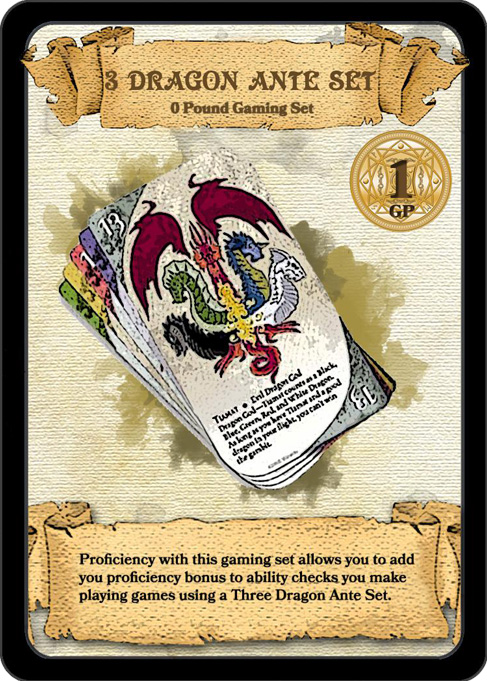 3 DRAGON ANTE SET
0 Pound Gaming Set
1
GP
13
1
TIAMAT ◆ Evil Dragon God
Dragon God—Tiamat counts as a Black,
Blue, Green, Red, and White Dragon.
As long as you have Tiamat and a good
dragon in your flight, you can't win
the gambit.
13
Proficiency with this gaming set allows you to add
you proficiency bonus to ability checks you make
playing games using a Three Dragon Ante Set.